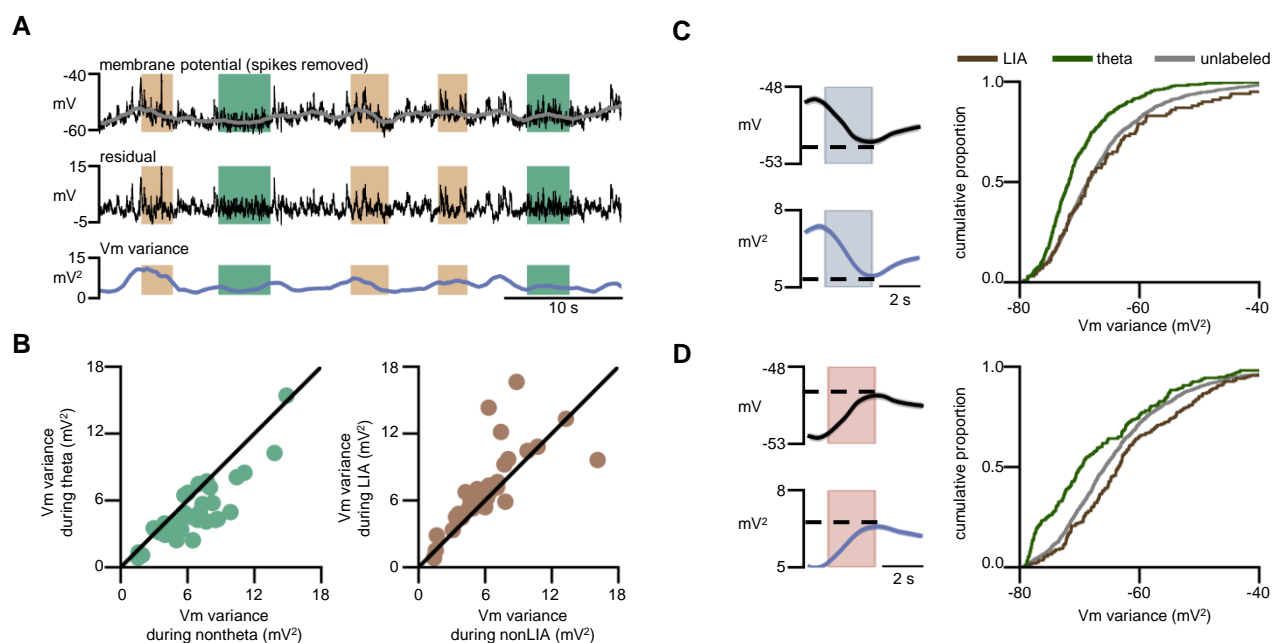 A
membrane potential (spikes removed)
-40
mV
-60
residual
15
mV
-5
Vm variance
15
mV²
0
10 s
B
18
12
6
0
Vm variance
during theta (mV²)
0 6 12 18
Vm variance
during nontheta (mV²)
18
12
6
0
Vm variance
during LIA (mV²)
0 6 12 18
Vm variance
during nonLIA (mV²)
C
-48
mV
-53
8
mV²
5
2 s
LIA theta unlabeled
1.0
0.5
0.0
cumulative proportion
-80 -60 -40
Vm variance (mV²)
D
-48
mV
-53
8
mV²
5
2 s
1.0
0.5
0.0
cumulative proportion
-80 -60 -40
Vm variance (mV²)